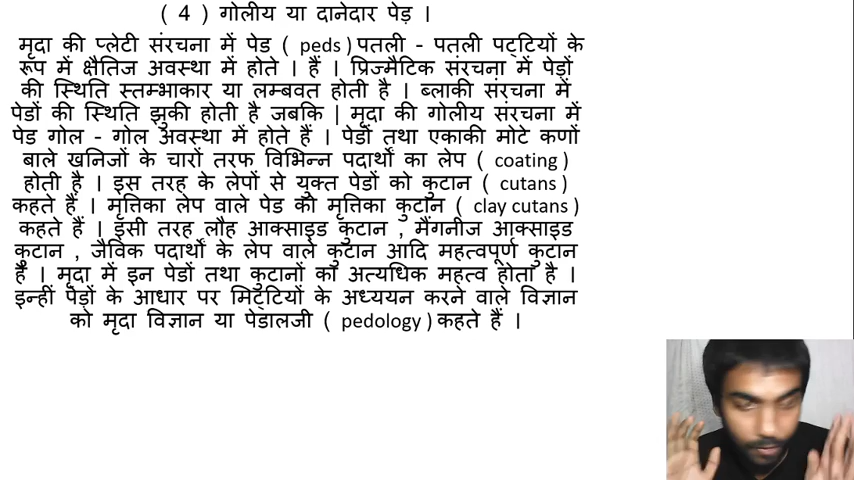 ( 4 ) गोलीय या दानेदार पेड़ ।
मृदा की प्लेटी संरचना में पेड ( peds ) पतली - पतली पट्टियों के
रूप में क्षैतिज अवस्था में होते । हैं । प्रिज्मैटिक संरचना में पेड़ों
की स्थिति स्तम्भाकार या लम्बवत होती है । ब्लाकी संरचना में
पेडों की स्थिति झुकी होती है जबकि | मृदा की गोलीय संरचना में
पेड गोल - गोल अवस्था में होते हैं । पेडों तथा एकाकी मोटे कणों
बाले खनिजों के चारों तरफ विभिन्न पदार्थों का लेप ( coating )
होती है । इस तरह के लेपों से युक्त पेडों को कुटान ( cutans )
कहते हैं । मृत्तिका लेप वाले पेड को मृत्तिका कुटान ( clay cutans )
कहते हैं । इसी तरह लौह आक्साइड कुटान , मैंगनीज आक्साइड
कुटान , जैविक पदार्थों के लेप वाले कुटान आदि महत्वपूर्ण कुटान
हैं । मृदा में इन पेडों तथा कुटानों का अत्यधिक महत्व होता है ।
इन्हीं पेड़ों के आधार पर मिट्टियों के अध्ययन करने वाले विज्ञान
को मृदा विज्ञान या पेडालजी ( pedology ) कहते हैं ।